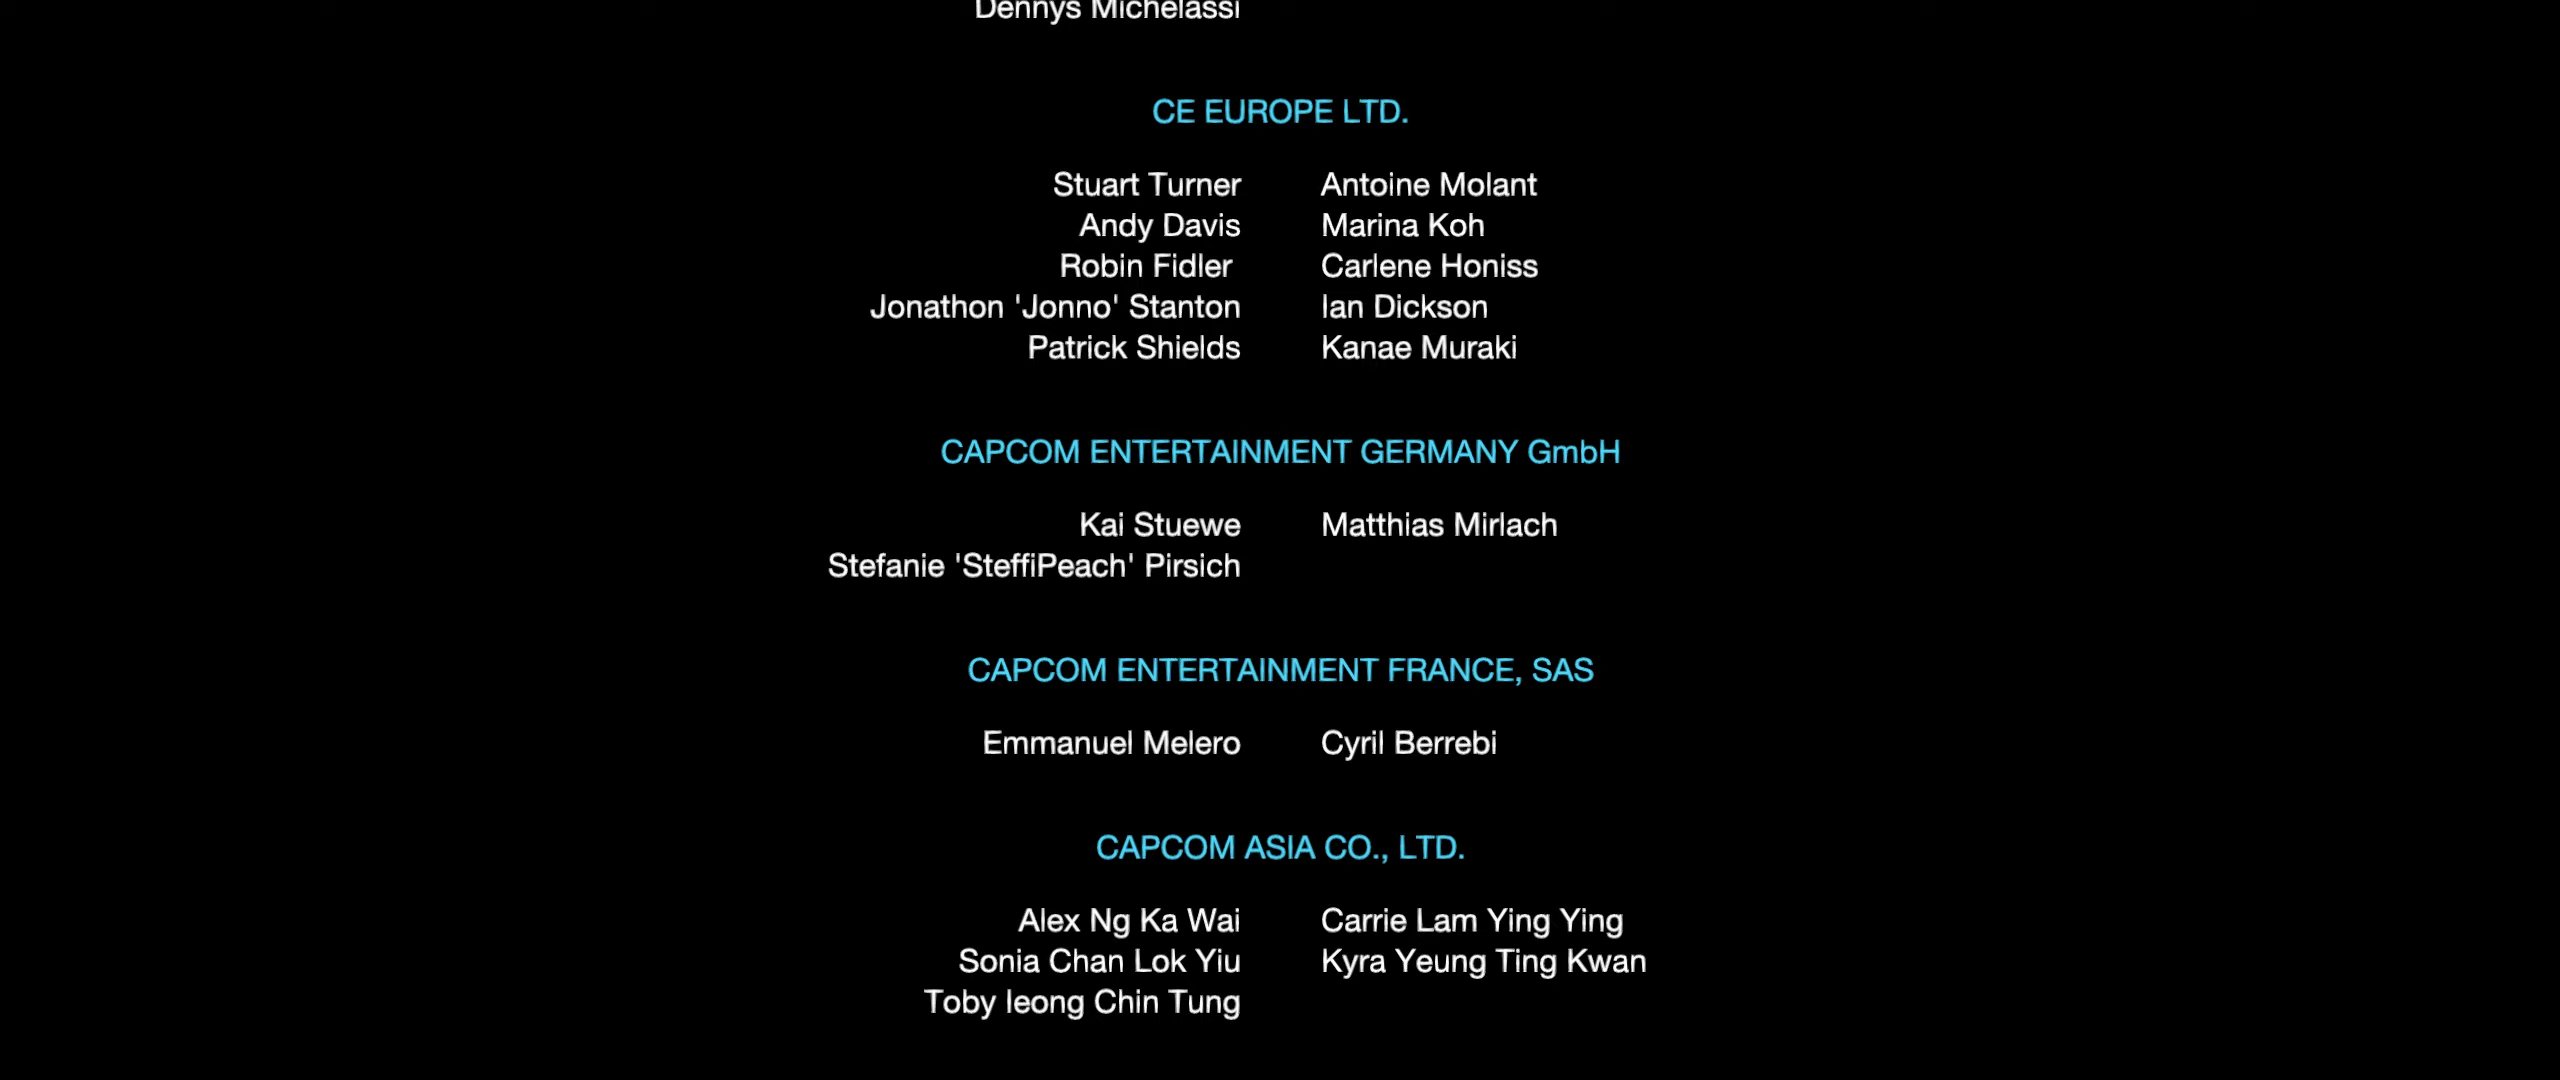 Dennys Michelassi
CE EUROPE LTD.
Stuart Turner Antoine Molant
Andy Davis Marina Koh
Robin Fidler Carlene Honiss
Jonathon 'Jonno' Stanton Ian Dickson
Patrick Shields Kanae Muraki
CAPCOM ENTERTAINMENT GERMANY GmbH
Kai Stuewe Matthias Mirlach
Stefanie 'SteffiPeach' Pirsich
CAPCOM ENTERTAINMENT FRANCE, SAS
Emmanuel Melero Cyril Berrebi
CAPCOM ASIA CO., LTD.
Alex Ng Ka Wai Carrie Lam Ying Ying
Sonia Chan Lok Yiu Kyra Yeung Ting Kwan
Toby Ieong Chin Tung